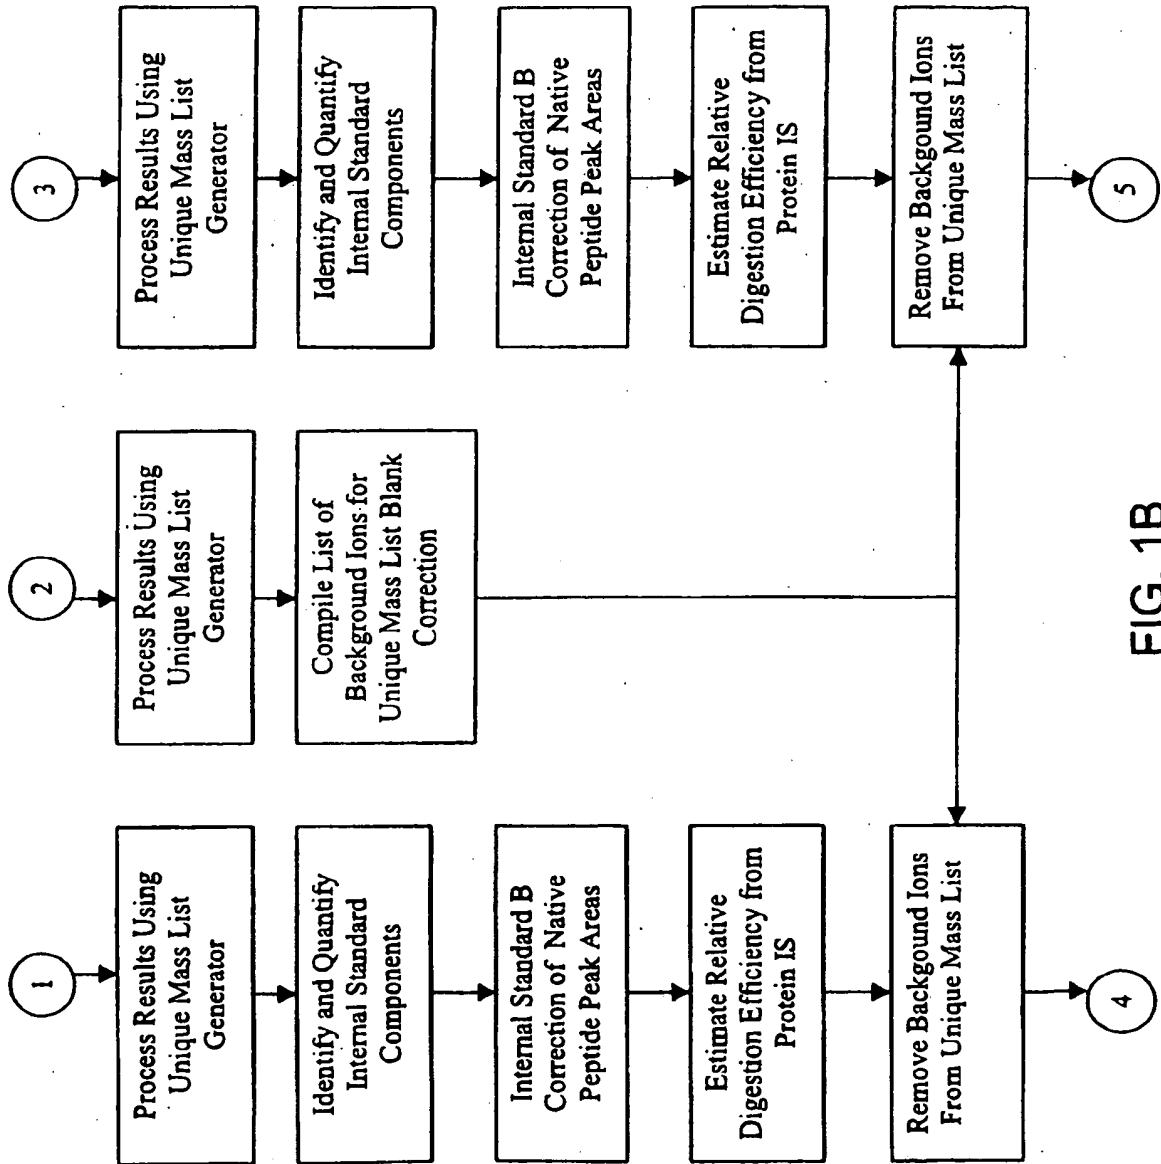 1
Process Results Using
Unique Mass List
Generator
Identify and Quantify
Internal Standard
Components
Internal Standard B
Correction of Native
Peptide Peak Areas
Estimate Relative
Digestion Efficiency from
Protein IS
Remove Backgound Ions
From Unique Mass List
4
2
Process Results Using
Unique Mass List
Generator
Compile List of
Background Ions for
Unique Mass List Blank
Correction
3
Process Results Using
Unique Mass List
Generator
Identify and Quantify
Internal Standard
Components
Internal Standard B
Correction of Native
Peptide Peak Areas
Estimate Relative
Digestion Efficiency from
Protein IS
Remove Backgound Ions
From Unique Mass List
5
FIG. 1B